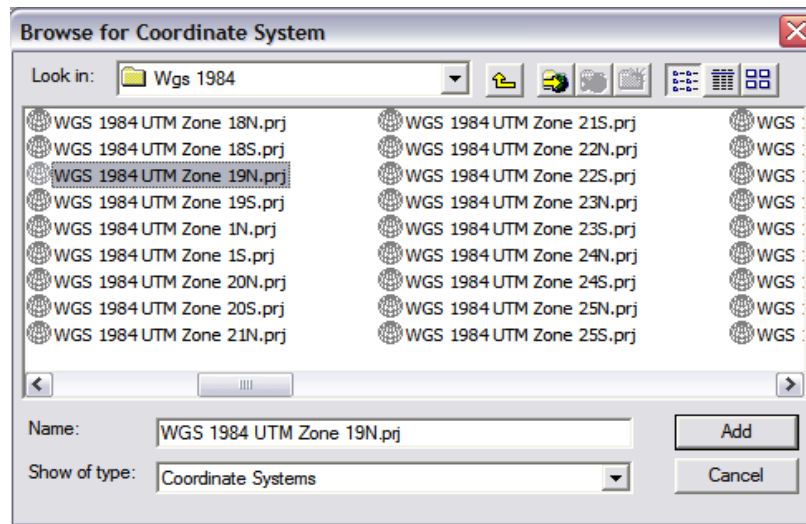 Browse for Coordinate System
Look in: Wgs 1984
WGS 1984 UTM Zone 18N.prj WGS 1984 UTM Zone 21S.prj WGS
WGS 1984 UTM Zone 18S.prj WGS 1984 UTM Zone 22N.prj WGS
WGS 1984 UTM Zone 19N.prj WGS 1984 UTM Zone 22S.prj WGS
WGS 1984 UTM Zone 19S.prj WGS 1984 UTM Zone 23N.prj WGS
WGS 1984 UTM Zone 1N.prj WGS 1984 UTM Zone 23S.prj WGS
WGS 1984 UTM Zone 1S.prj WGS 1984 UTM Zone 24N.prj WGS
WGS 1984 UTM Zone 20N.prj WGS 1984 UTM Zone 24S.prj WGS
WGS 1984 UTM Zone 20S.prj WGS 1984 UTM Zone 25N.prj WGS
WGS 1984 UTM Zone 21N.prj WGS 1984 UTM Zone 25S.prj WGS
Name: WGS 1984 UTM Zone 19N.prj Add
Show of type: Coordinate Systems Cancel